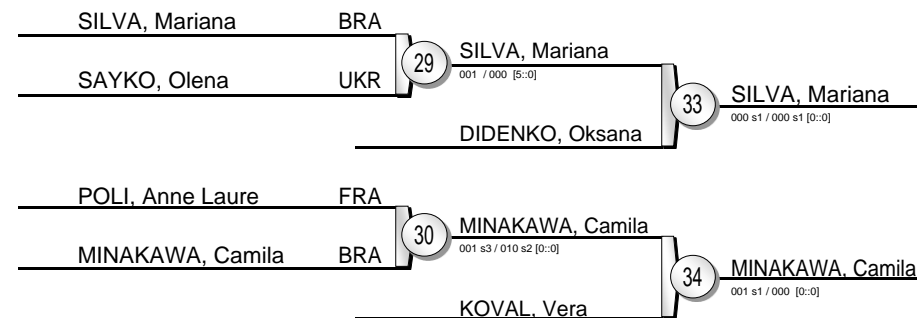 SILVA, Mariana BRA
SAYKO, Olena UKR
29
SILVA, Mariana
001 / 000 [5::0]
DIDENKO, Oksana
33
SILVA, Mariana
000 s1 / 000 s1 [0::0]
POLI, Anne Laure FRA
MINAKAWA, Camila BRA
30
MINAKAWA, Camila
001 s3 / 010 s2 [0::0]
KOVAL, Vera
34
MINAKAWA, Camila
001 s1 / 000 [0::0]